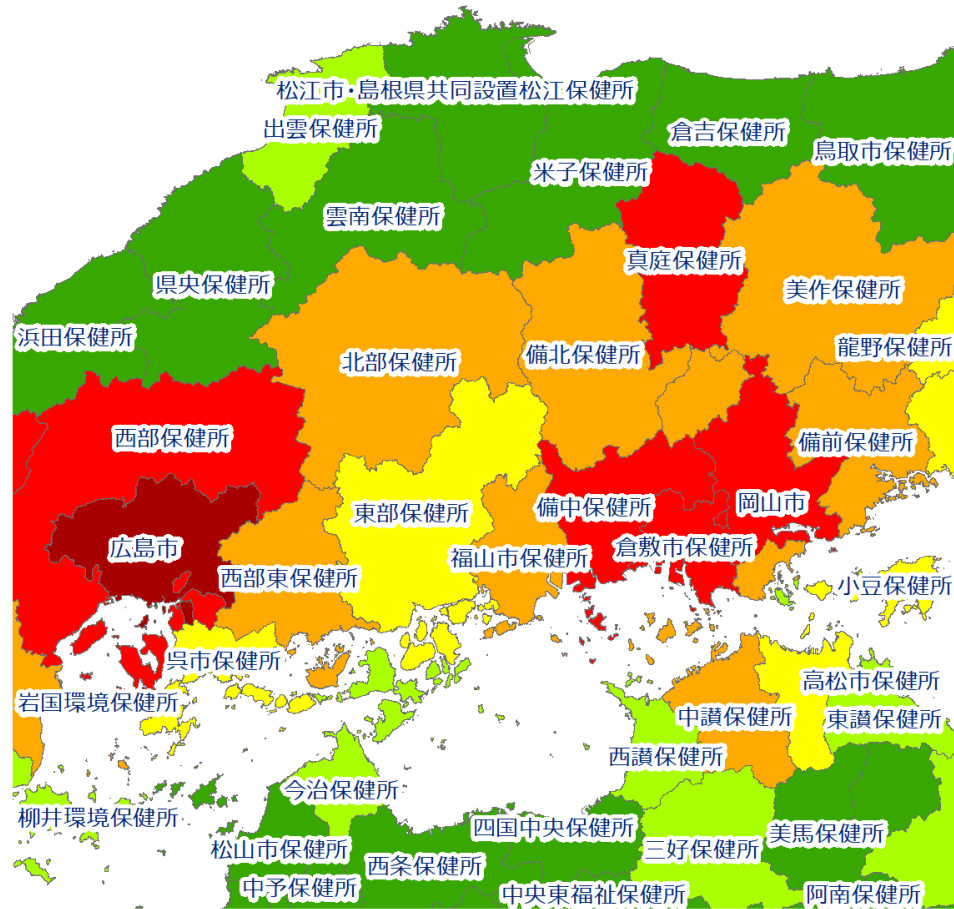 松江市・島根県共同設置松江保健所
出雲保健所
倉吉保健所
鳥取市保健所
米子保健所
雲南保健所
真庭保健所
県央保健所
美作保健所
浜田保健所
龍野保健所
北部保健所
備北保健所
西部保健所
備前保健所
東部保健所
備中保健所
岡山市
広島市
福山市保健所
倉敷市保健所
西部東保健所
小豆保健所
呉市保健所
高松市保健所
岩国環境保健所
中讃保健所
東讃保健所
西讃保健所
今治保健所
柳井環境保健所
四国中央保健所
美馬保健所
松山市保健所
三好保健所
西条保健所
中予保健所
中央東福祉保健所
阿南保健所